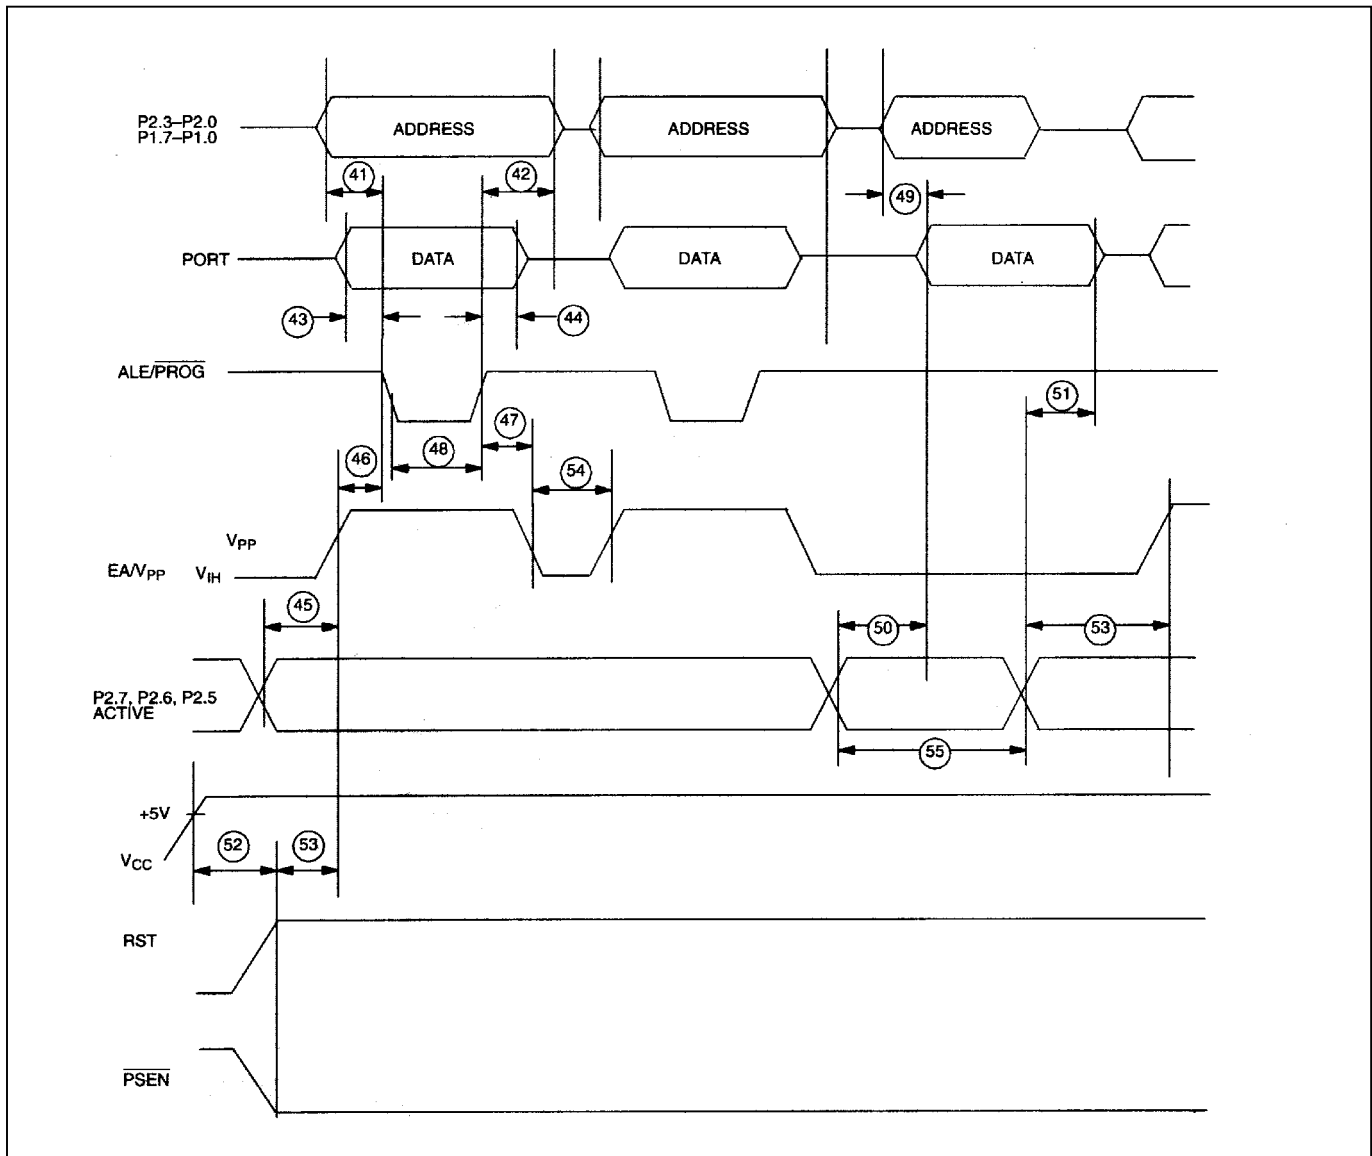 P2.3–P2.0
P1.7–P1.0
ADDRESS
ADDRESS
ADDRESS
41
42
49
PORT
DATA
DATA
DATA
43
44
ALE/PROG
51
47
46
48
54
VPP
EA/VPP
VIH
45
50
53
P2.7, P2.6, P2.5
ACTIVE
55
+5V
VCC
52
53
RST
PSEN